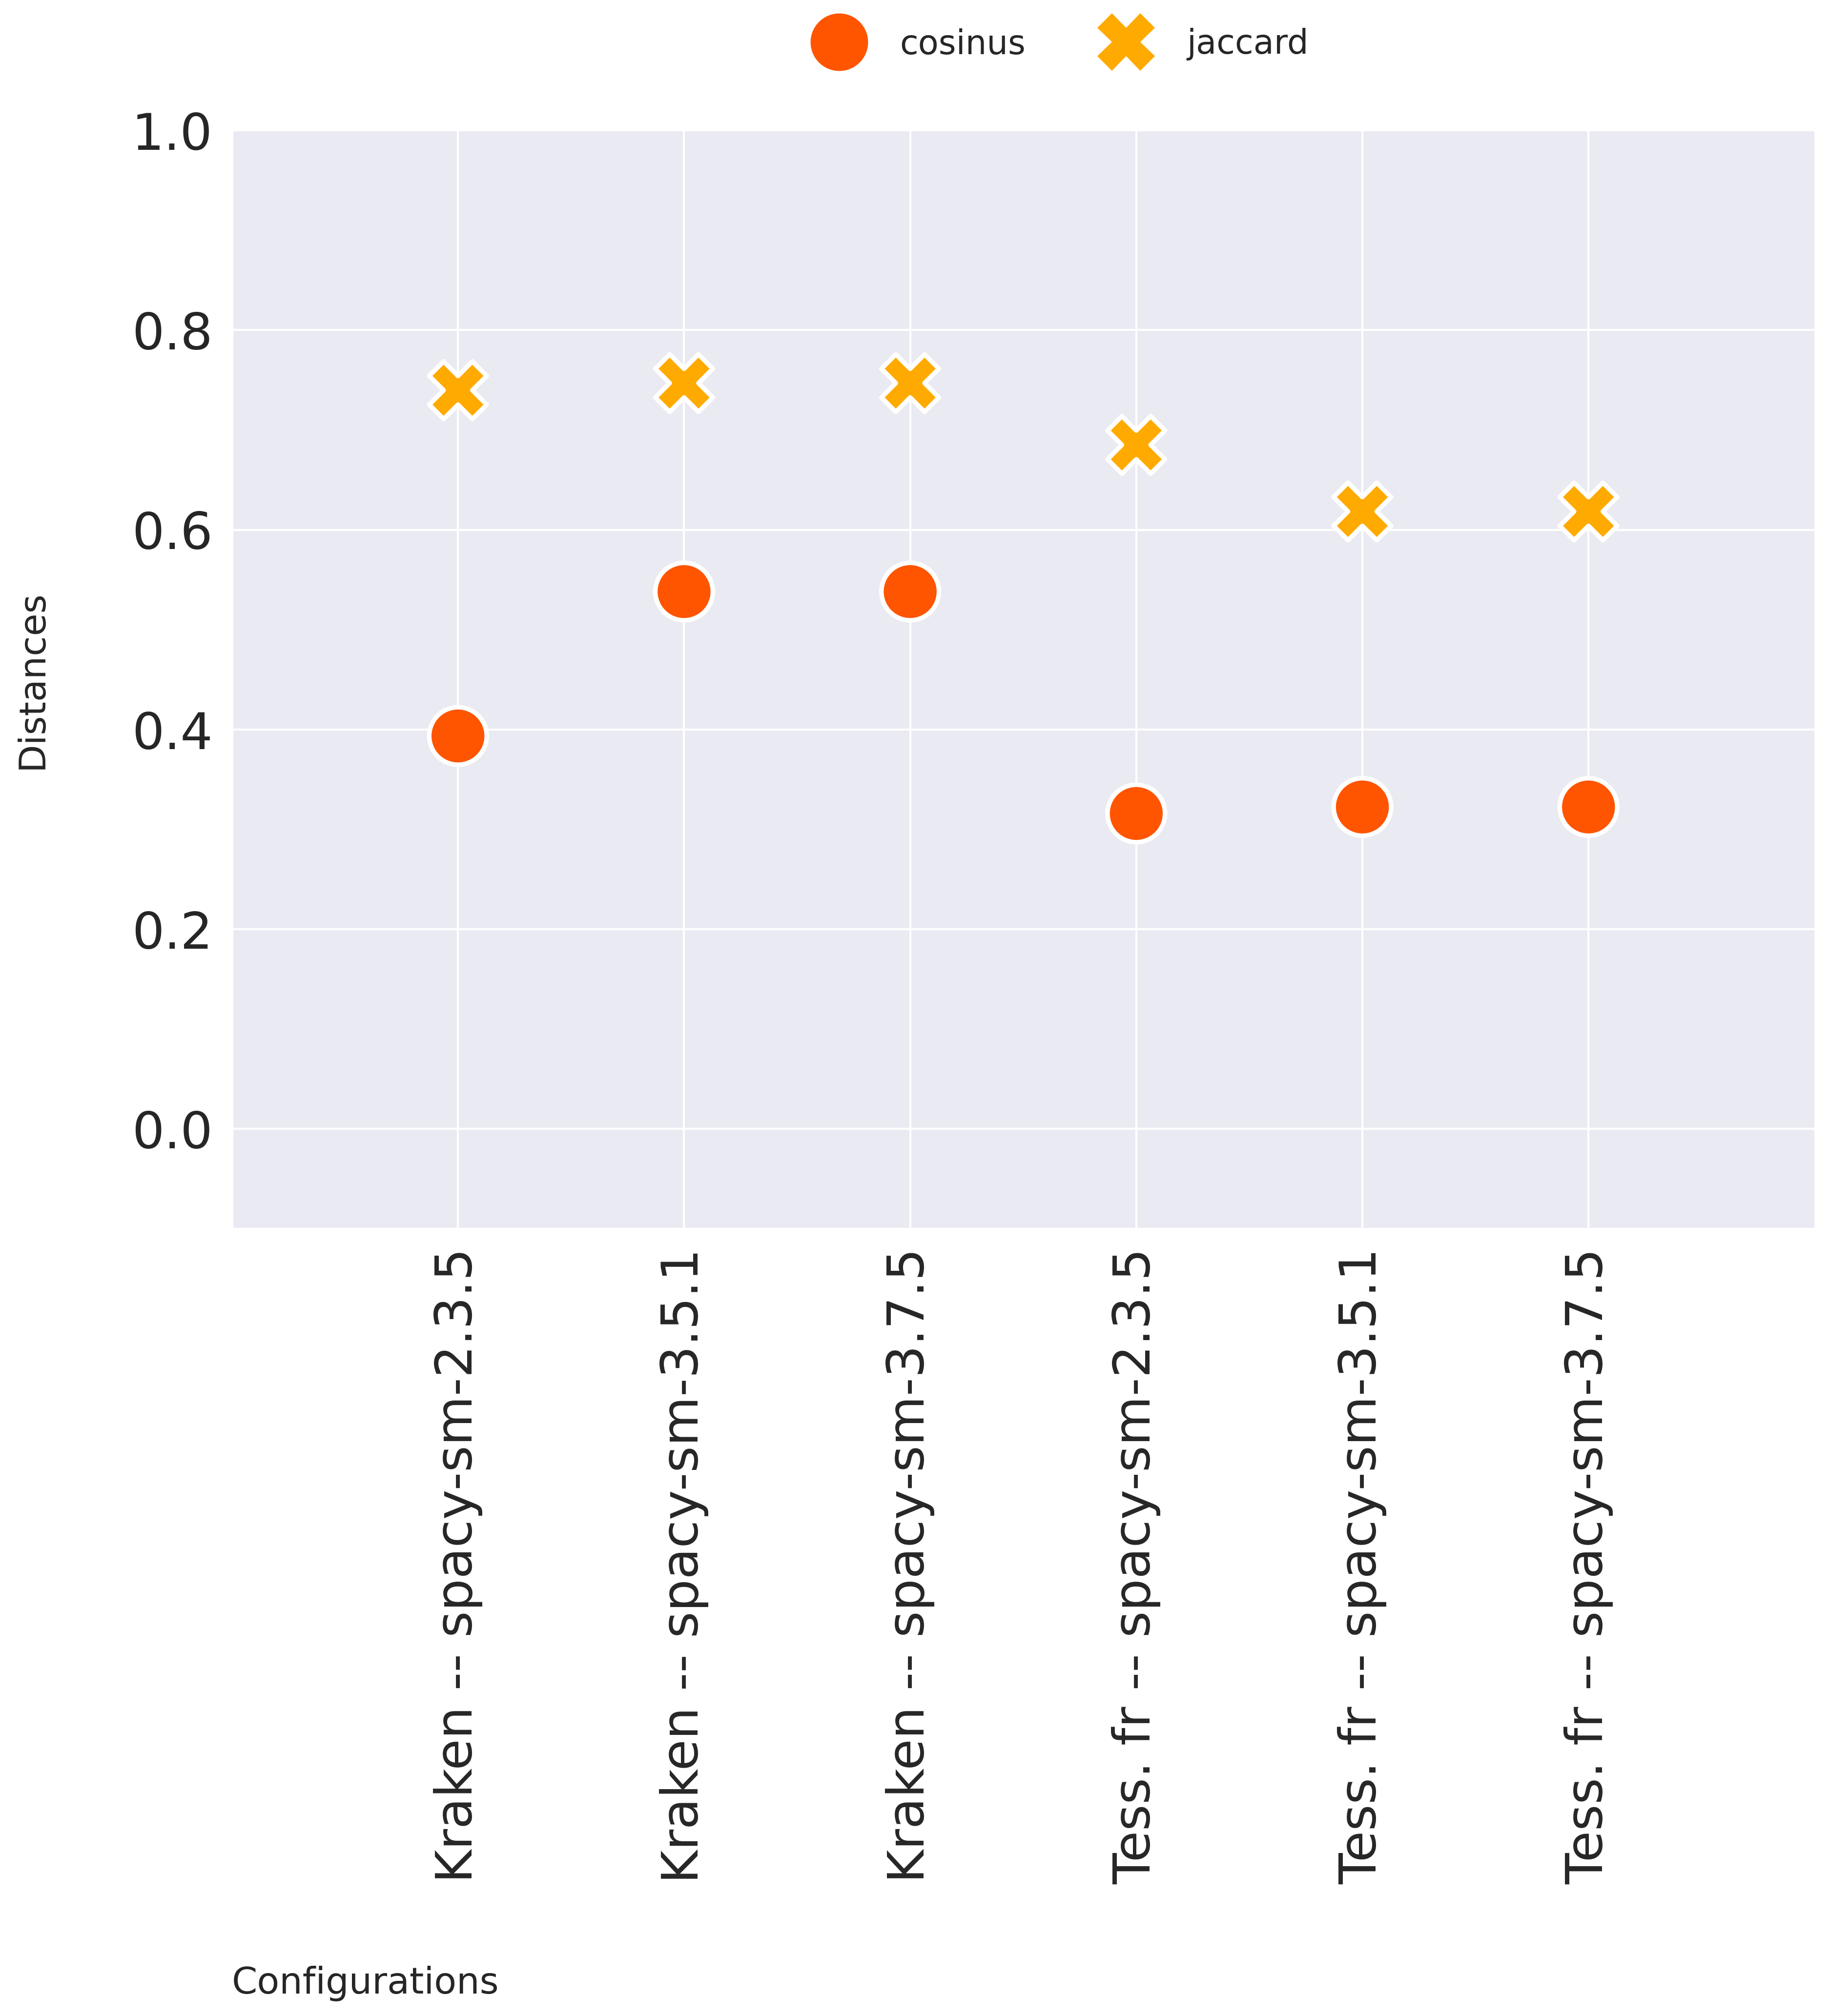 cosinus
jaccard
1.0
0.8
0.6
0.4
0.2
0.0
Distances
Kraken -- spacy-sm-2.3.5
Kraken -- spacy-sm-3.5.1
Kraken -- spacy-sm-3.7.5
Tess. fr -- spacy-sm-2.3.5
Tess. fr -- spacy-sm-3.5.1
Tess. fr -- spacy-sm-3.7.5
Configurations